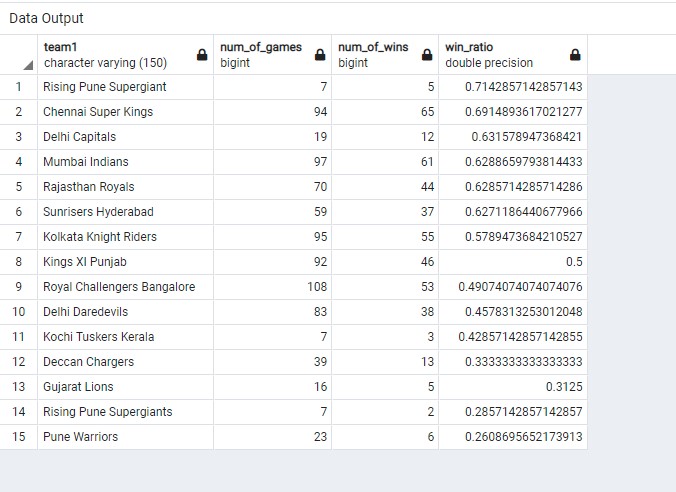 Data Output
team1 num_of_games num_of_wins win_ratio
character varying (150) bigint bigint double precision
1 Rising Pune Supergiant 7 5 0.7142857142857143
2 Chennai Super Kings 94 65 0.6914893617021277
3 Delhi Capitals 19 12 0.631578947368421
4 Mumbai Indians 97 61 0.6288659793814433
5 Rajasthan Royals 70 44 0.6285714285714286
6 Sunrisers Hyderabad 59 37 0.6271186440677966
7 Kolkata Knight Riders 95 55 0.5789473684210527
8 Kings XI Punjab 92 46 0.5
9 Royal Challengers Bangalore 108 53 0.49074074074074076
10 Delhi Daredevils 83 38 0.4578313253012048
11 Kochi Tuskers Kerala 7 3 0.42857142857142855
12 Deccan Chargers 39 13 0.3333333333333333
13 Gujarat Lions 16 5 0.3125
14 Rising Pune Supergiants 7 2 0.2857142857142857
15 Pune Warriors 23 6 0.2608695652173913